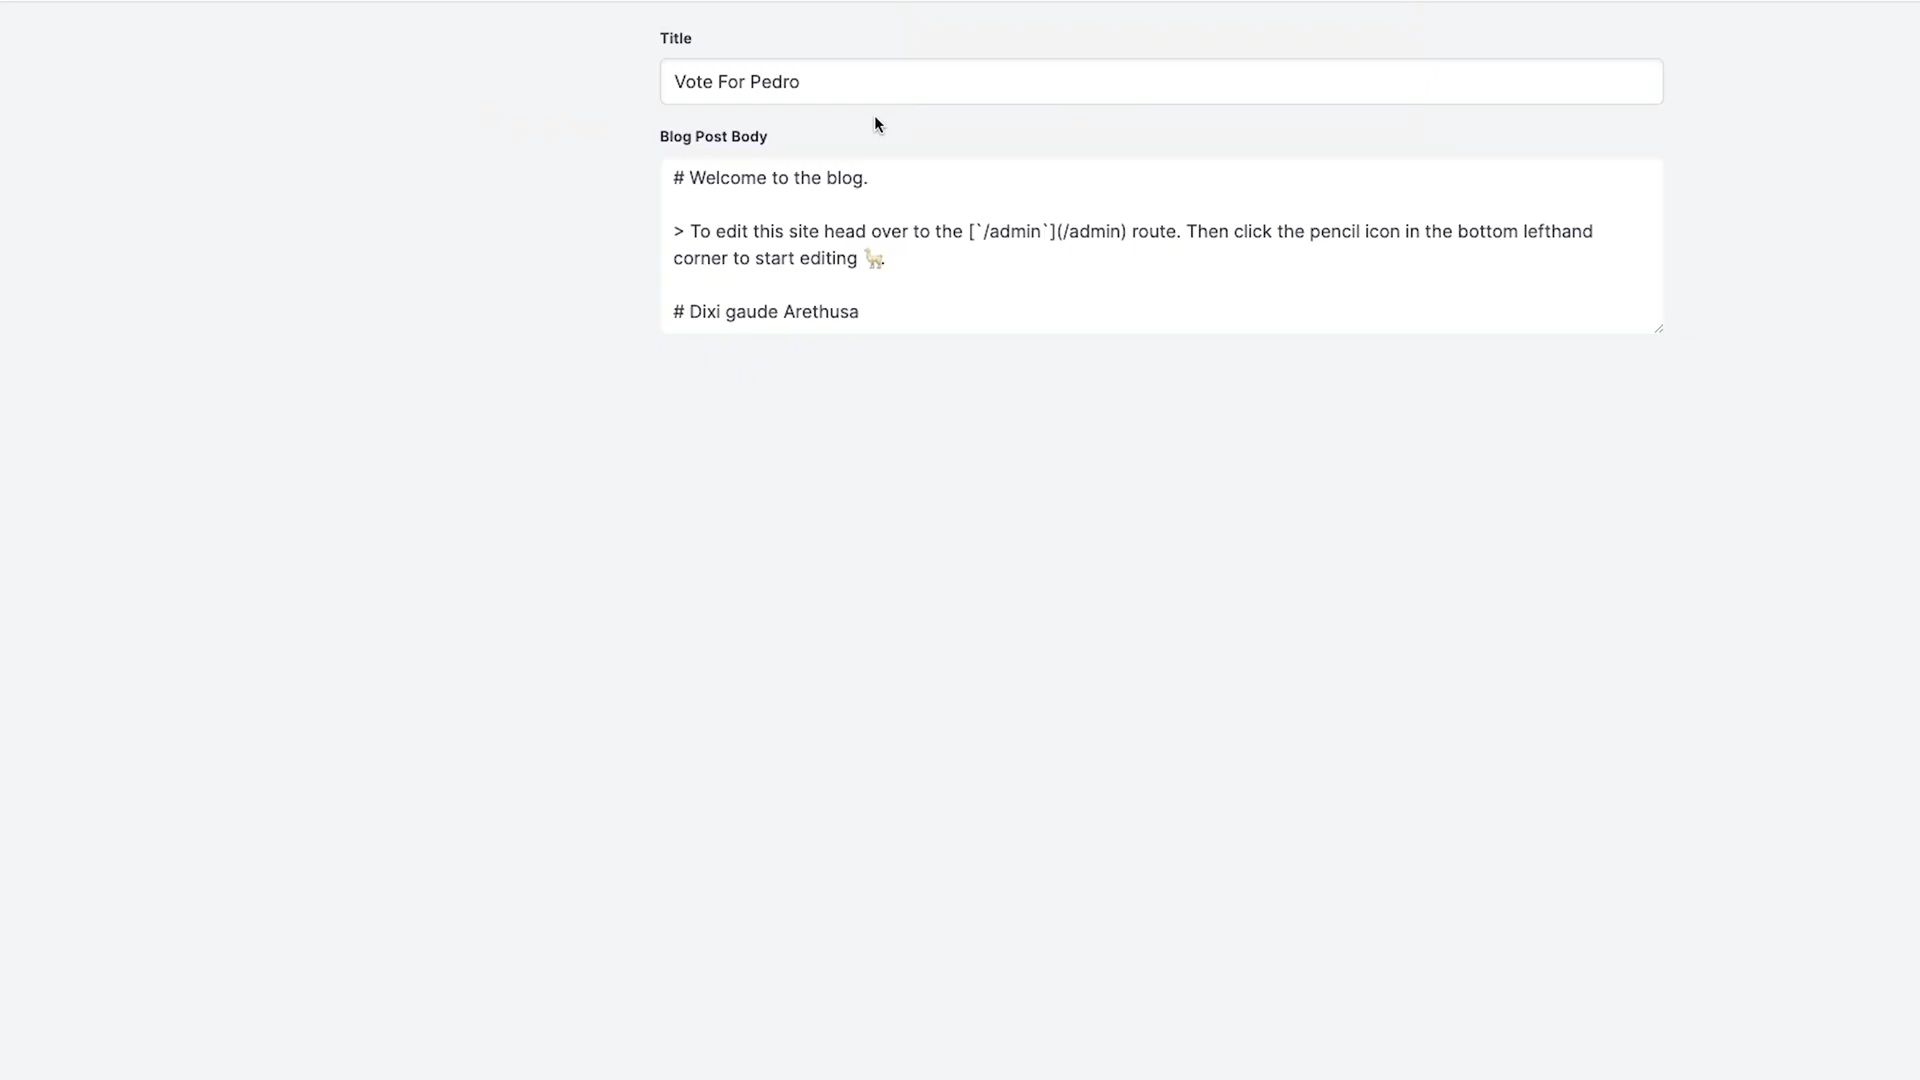 Title
Vote For Pedro
Blog Post Body
# Welcome to the blog.
> To edit this site head over to the [`/admin`](/admin) route. Then click the pencil icon in the bottom lefthand
corner to start editing 🦙.
# Dixi gaude Arethusa